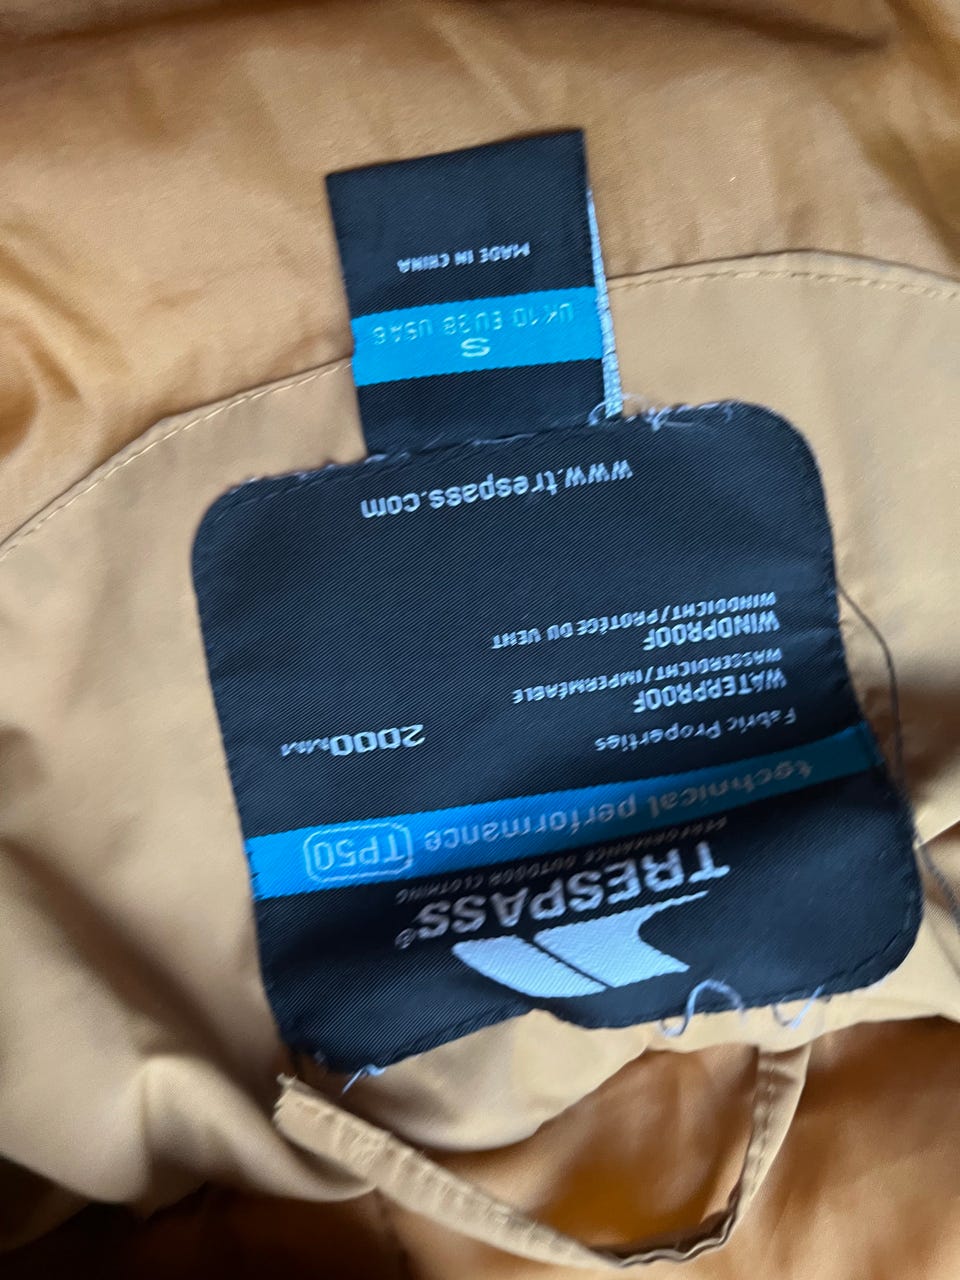 TRESPASS®
PERFORMANCE OUTDOOR CLOTHING
technical performance TP50
Fabric Properties
WATERPROOF 2000MM
WASSERDICHT/IMPERMÉABLE
WINDPROOF
WINDDICHT/PROTÉGE DU VENT
www.trespass.com
S
UK10 EU38 USA6
MADE IN CHINA